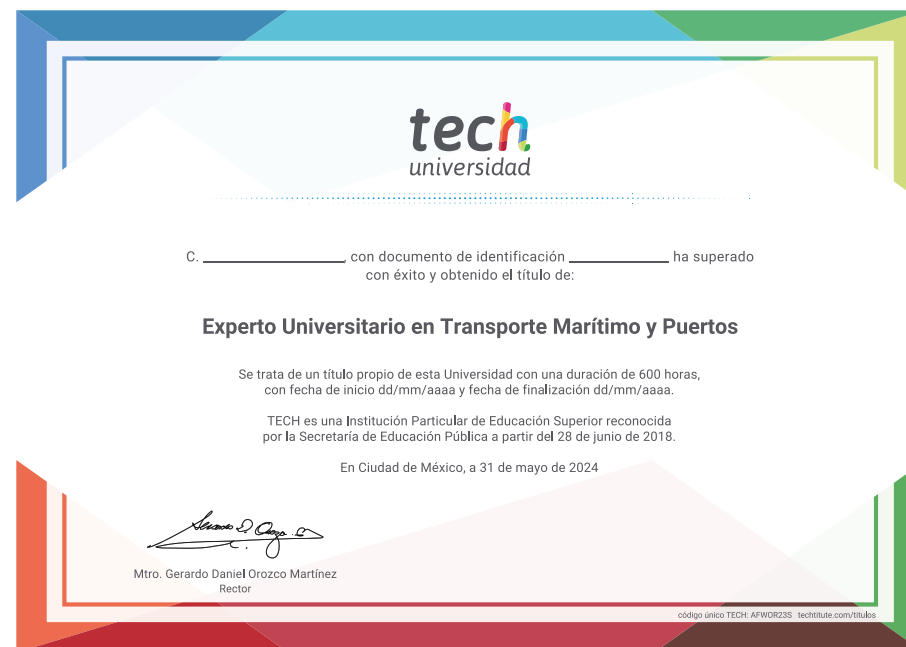 tech
universidad
C. ____________, con documento de identificación ____________ ha superado
con éxito y obtenido el título de:
Experto Universitario en Transporte Marítimo y Puertos
Se trata de un título propio de esta Universidad con una duración de 600 horas,
con fecha de inicio dd/mm/aaaa y fecha de finalización dd/mm/aaaa.
TECH es una Institución Particular de Educación Superior reconocida
por la Secretaría de Educación Pública a partir del 28 de junio de 2018.
En Ciudad de México, a 31 de mayo de 2024
Mtro. Gerardo Daniel Orozco Martínez
Rector
código único TECH: AFWOR23S techtitute.com/titulos